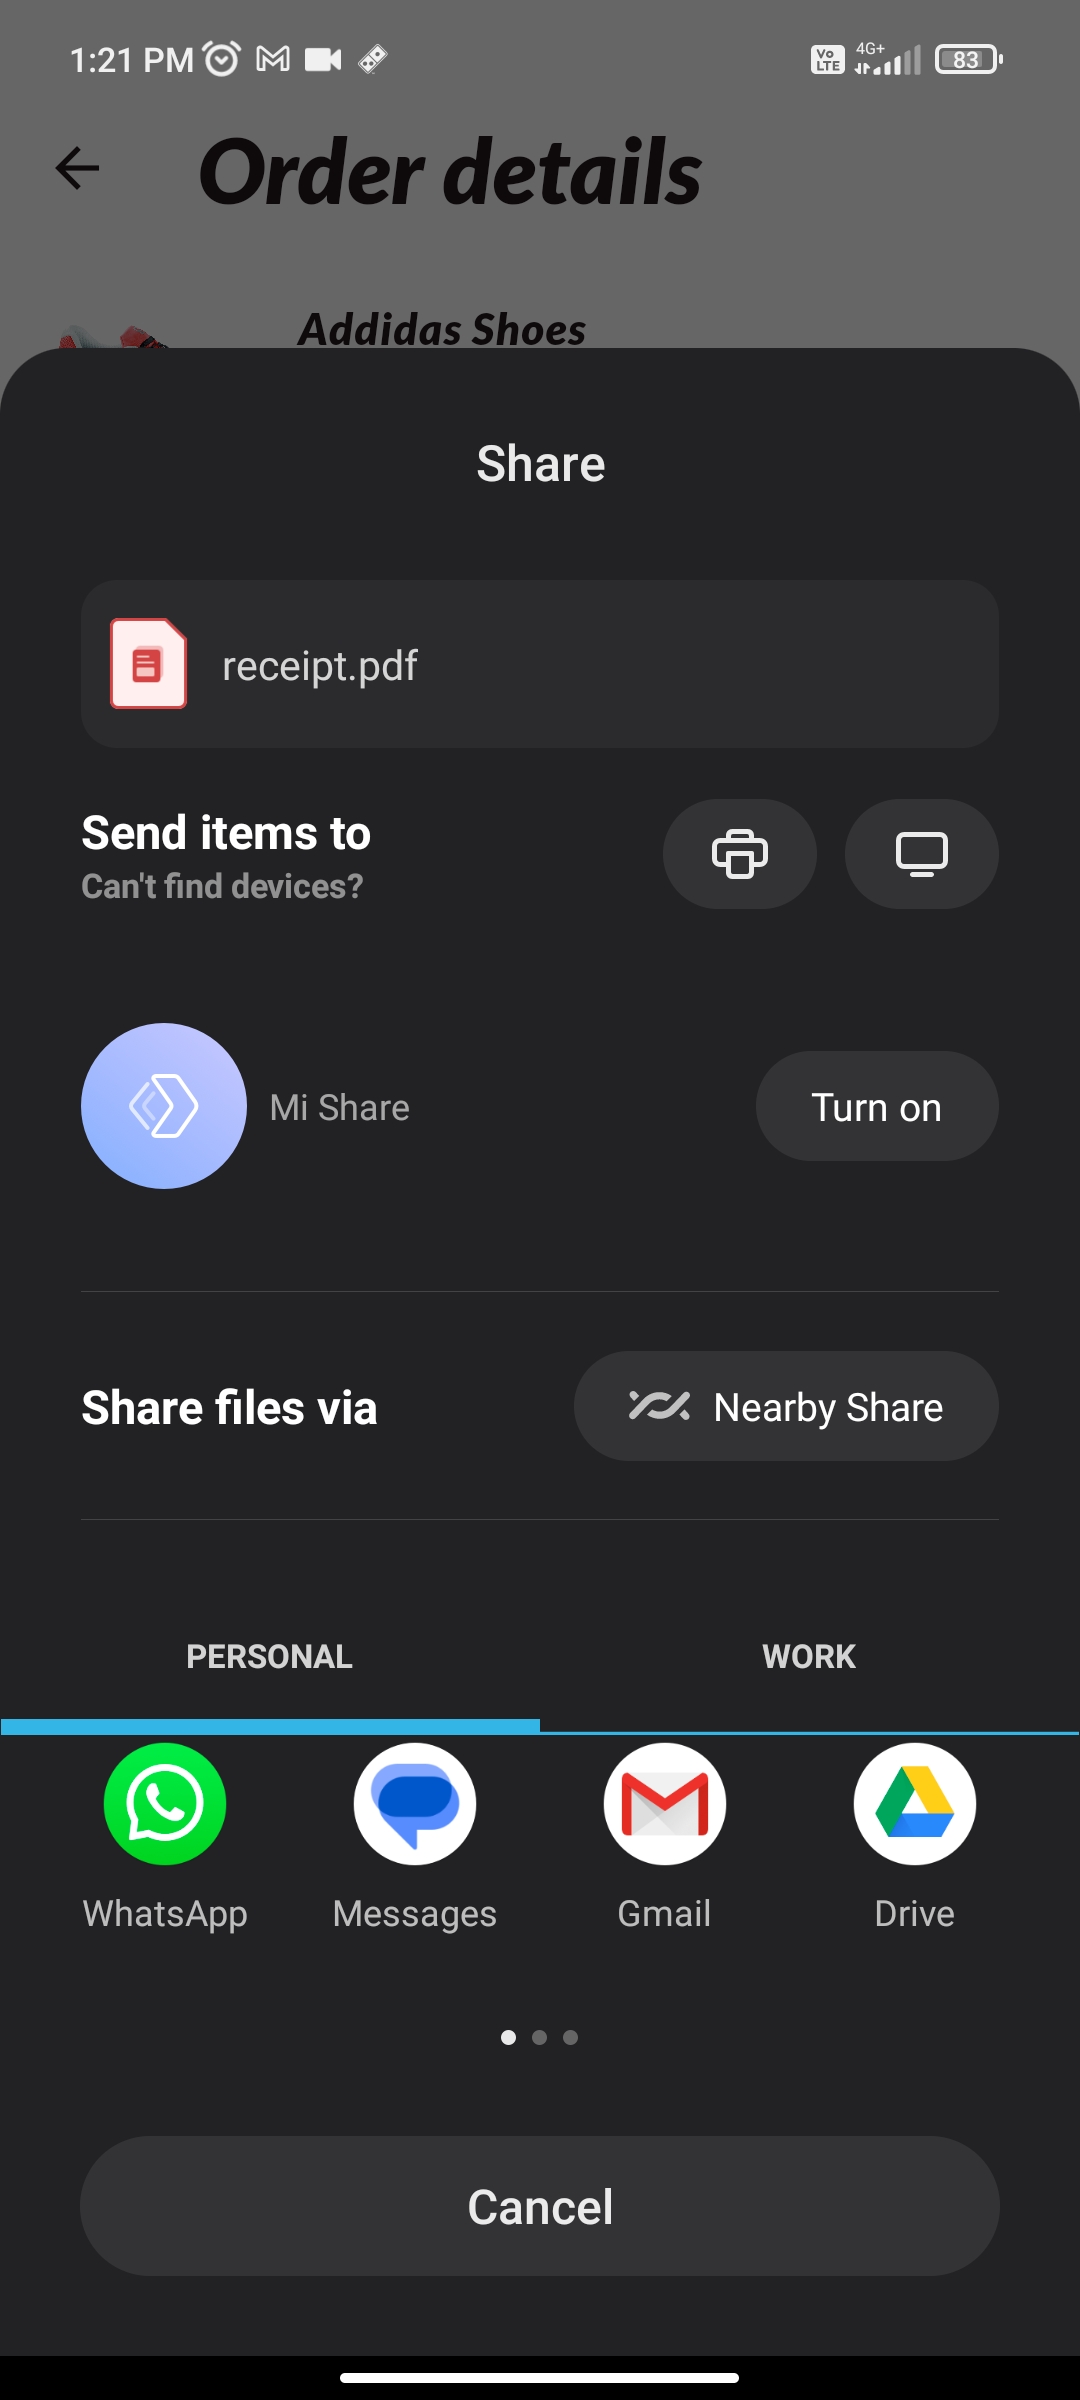 1:21 PM
Vo LTE 4G+ 83
Order details
Addidas Shoes
Share
receipt.pdf
Send items to
Can't find devices?
Mi Share
Turn on
Share files via
Nearby Share
PERSONAL WORK
WhatsApp Messages Gmail Drive
Cancel